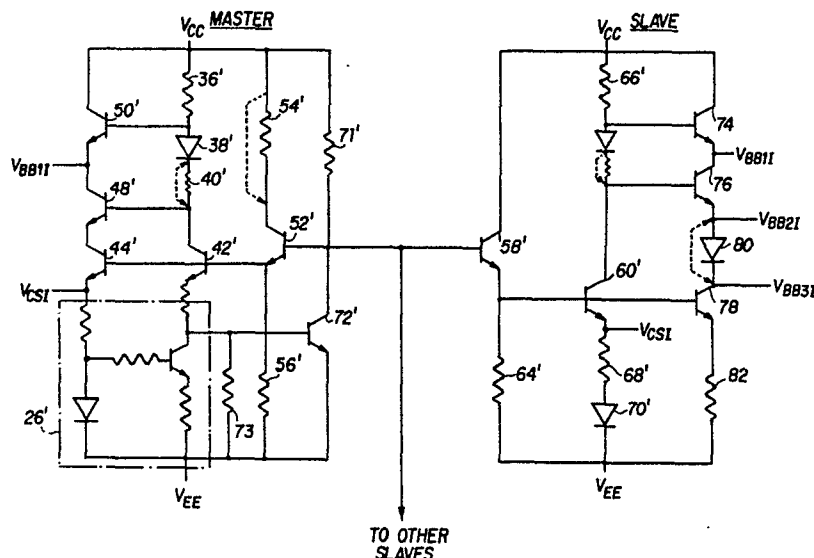 MASTER
SLAVE
VCC
VCC
36'
50'
54'
38'
71'
VBB1I
40'
48'
52'
44'
42'
VCSI
72'
56'
73
26'
VEE
TO OTHER
SLAVES
66'
74
VBB1I
76
VBB2I
58'
80
60'
VBB3I
78
VCSI
64'
68'
82
70'
VEE